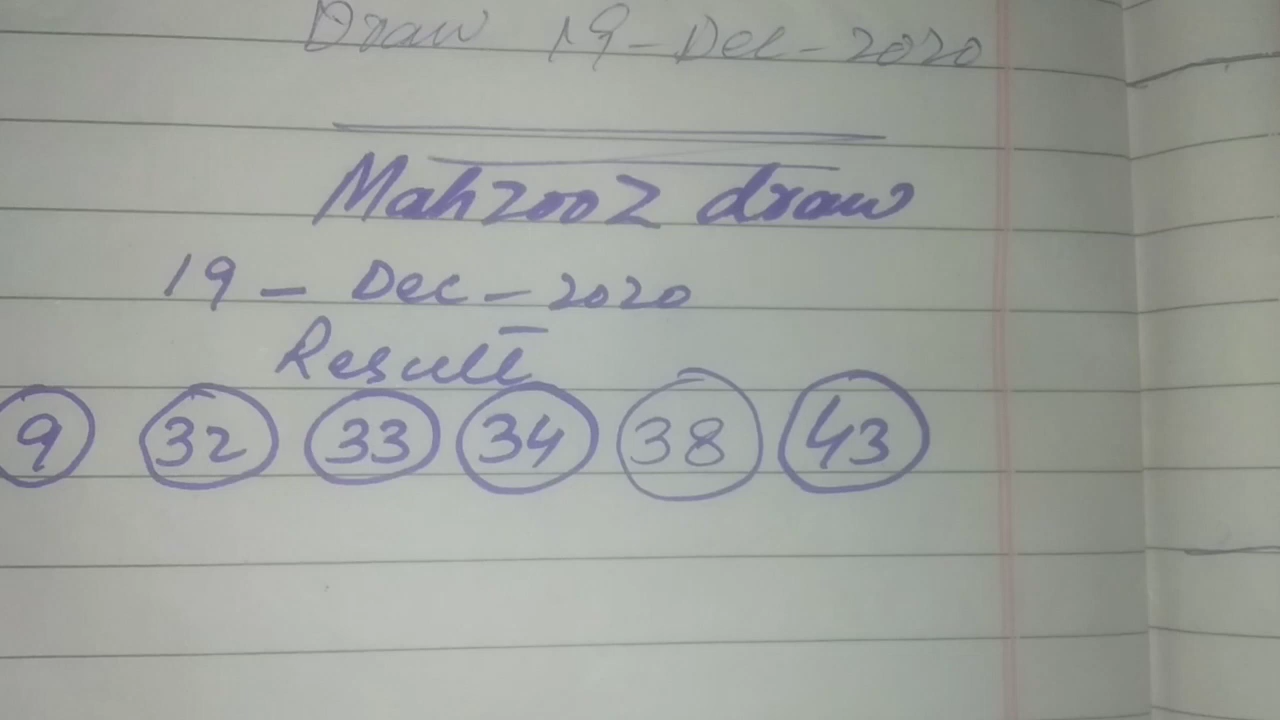 Draw 19-Dec-2020
Mahzooz draw
19-Dec-2020
Result
9 32 33 34 38 43